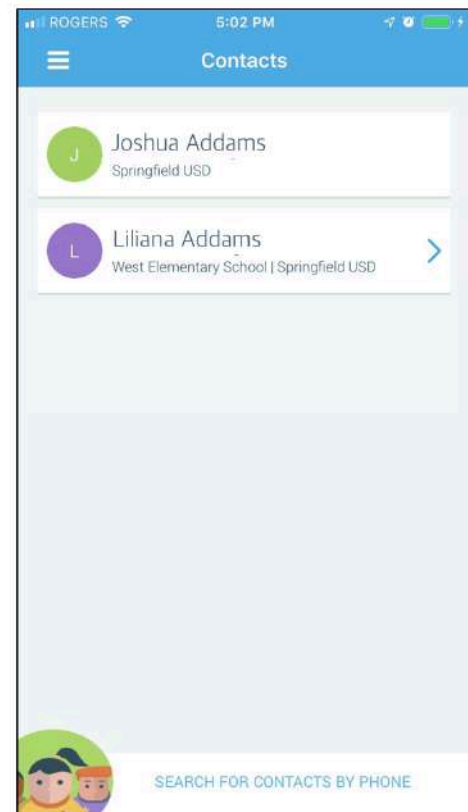 ROGERS 5:02 PM
Contacts
J
Joshua Addams
Springfield USD
L
Liliana Addams
West Elementary School | Springfield USD
SEARCH FOR CONTACTS BY PHONE